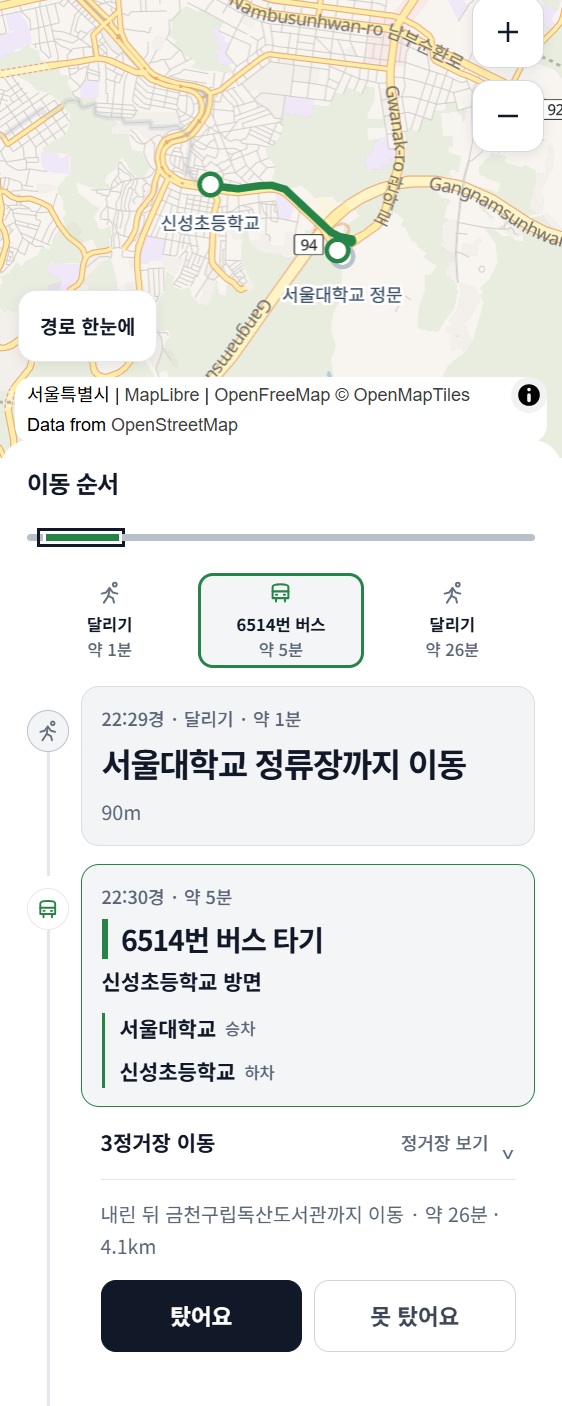 Nambusunhwan-ro 남부순환로
Gwanak-ro 관악로
92
Gangnamsunhwan
신성초등학교
94
서울대학교 정문
Gangnamsu
경로 한눈에
서울특별시 | MapLibre | OpenFreeMap © OpenMapTiles
Data from OpenStreetMap
이동 순서
달리기
약 1분
6514번 버스
약 5분
달리기
약 26분
22:29경 · 달리기 · 약 1분
서울대학교 정류장까지 이동
90m
22:30경 · 약 5분
6514번 버스 타기
신성초등학교 방면
서울대학교 승차
신성초등학교 하차
3정거장 이동 정거장 보기
내린 뒤 금천구립독산도서관까지 이동 · 약 26분 ·
4.1km
탔어요
못 탔어요